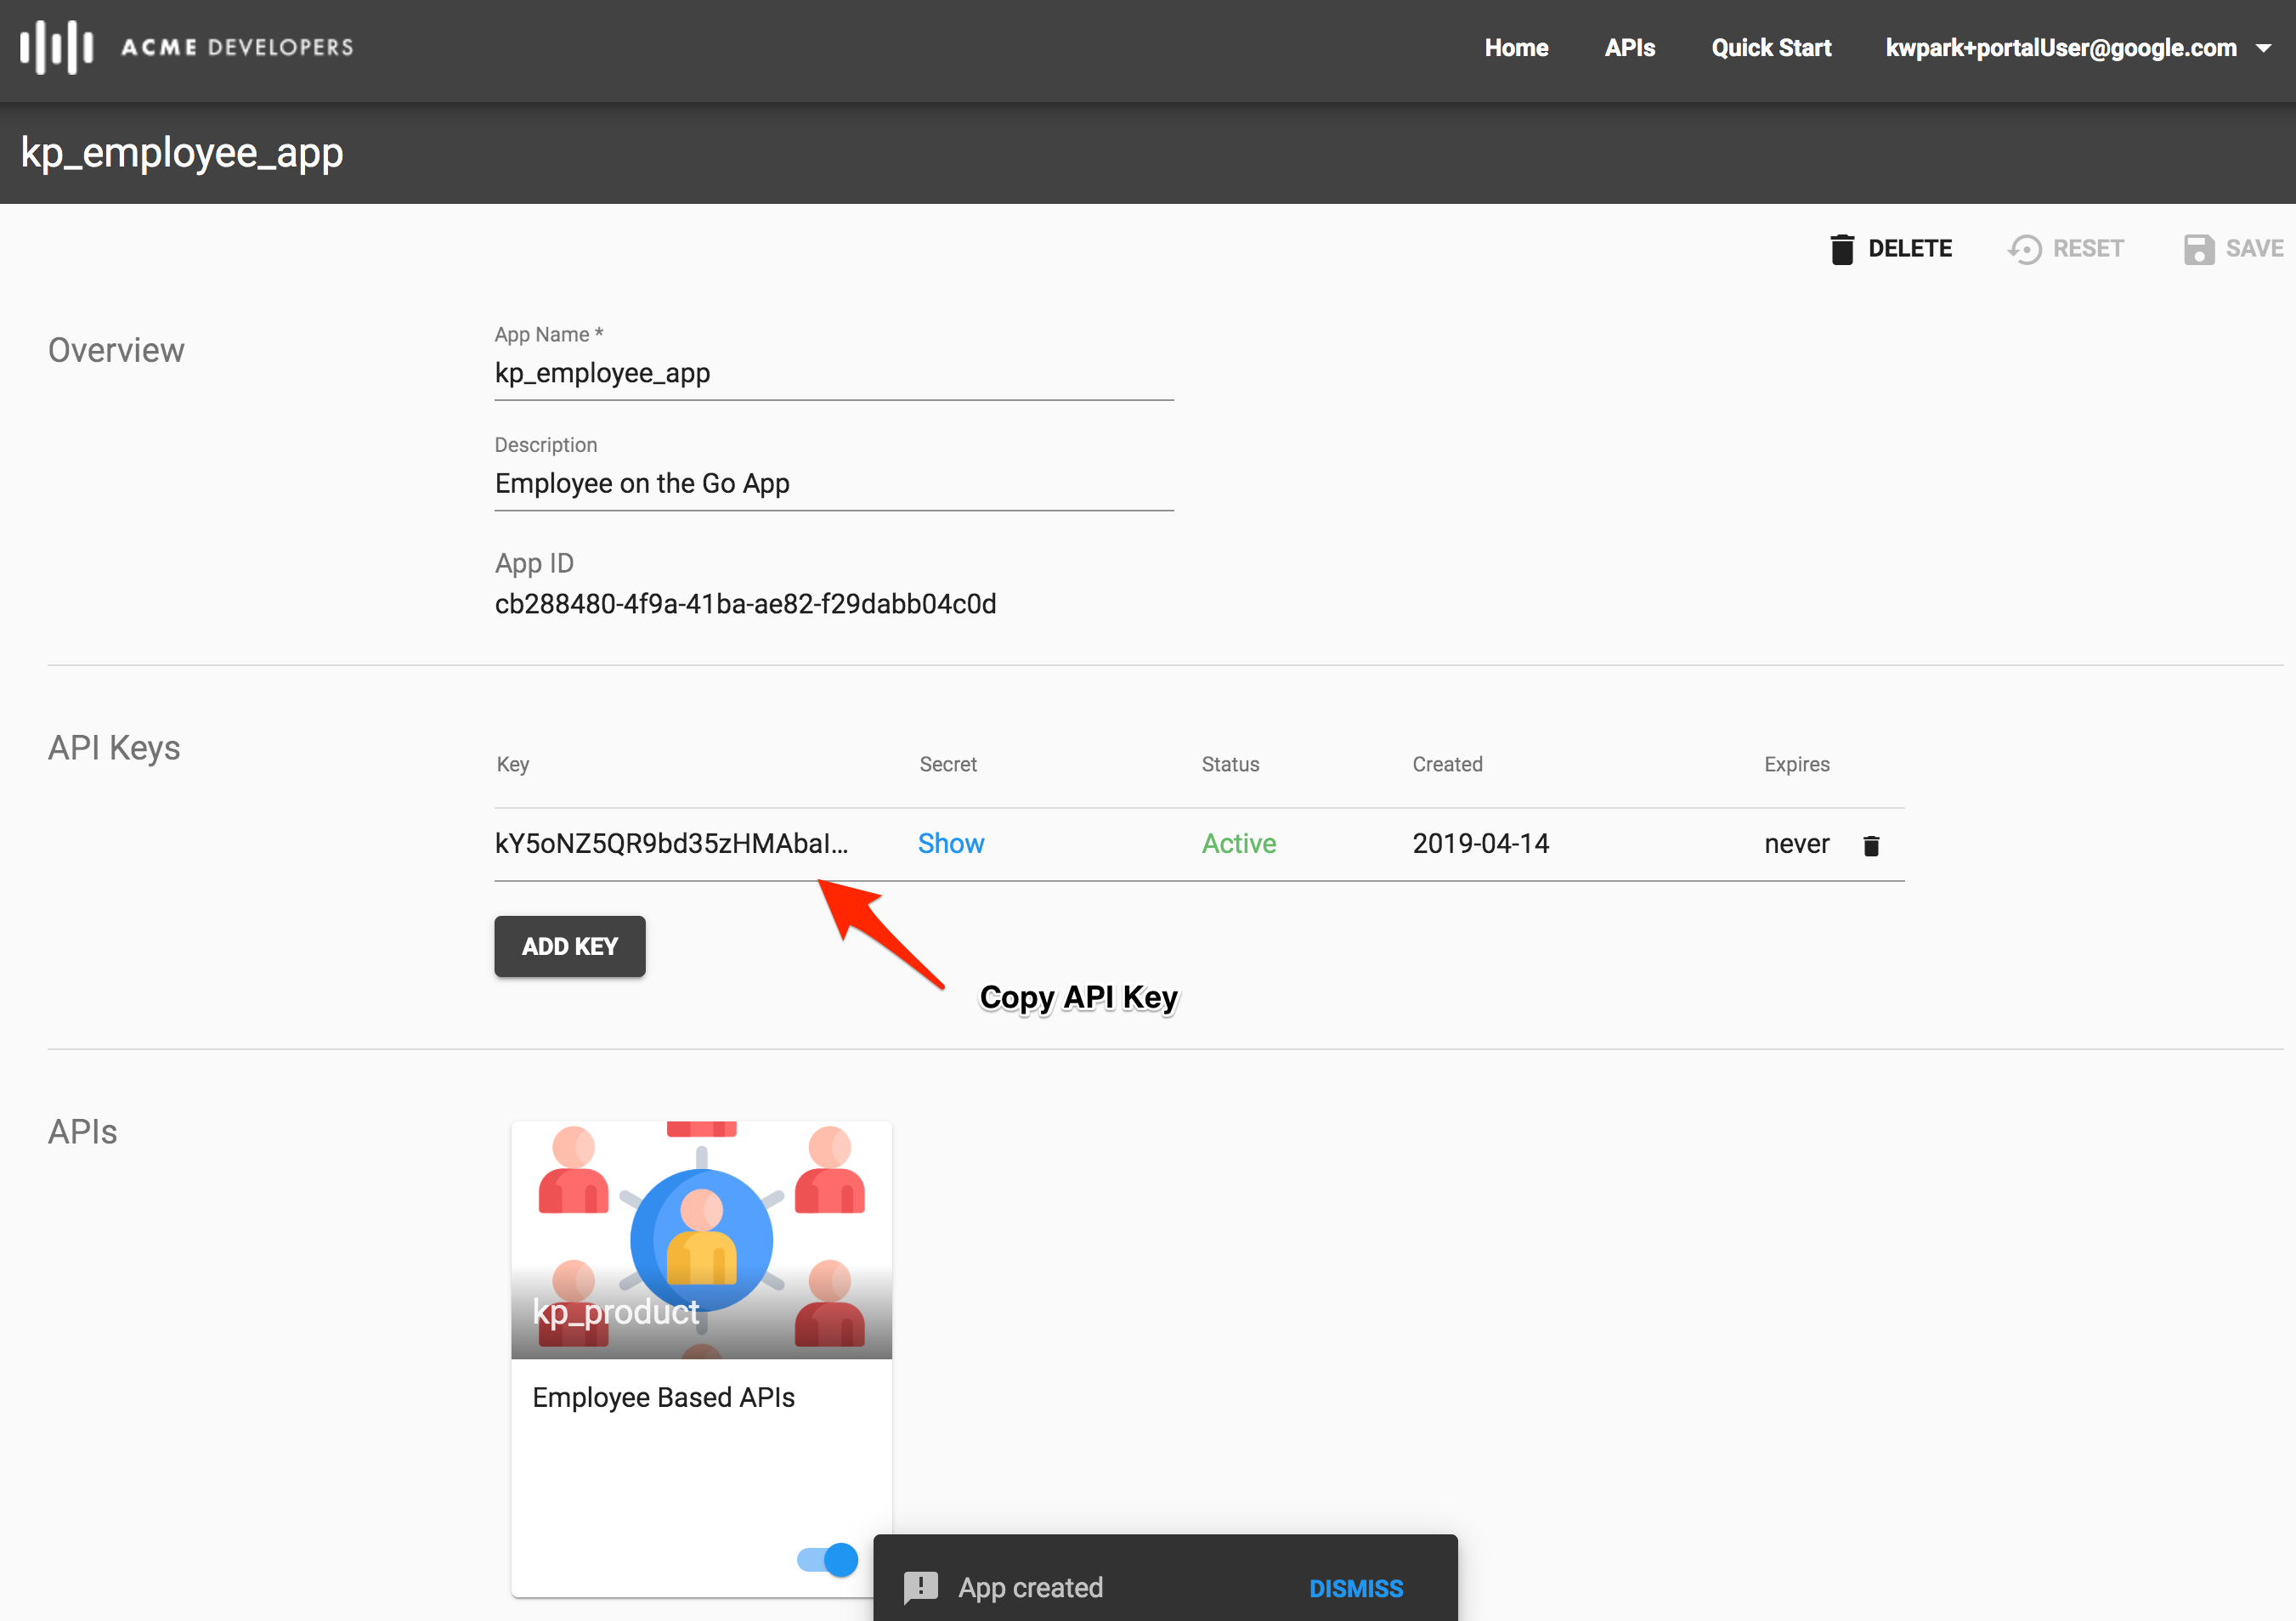 ACME DEVELOPERS
Home APIs Quick Start kwpark+portalUser@google.com
kp_employee_app
DELETE RESET SAVE
Overview
App Name *
kp_employee_app
Description
Employee on the Go App
App ID
cb288480-4f9a-41ba-ae82-f29dabb04c0d
API Keys
Key Secret Status Created Expires
kY5oNZ5QR9bd35zHMAbaI... Show Active 2019-04-14 never
ADD KEY
Copy API Key
APIs
kp_product
Employee Based APIs
App created DISMISS